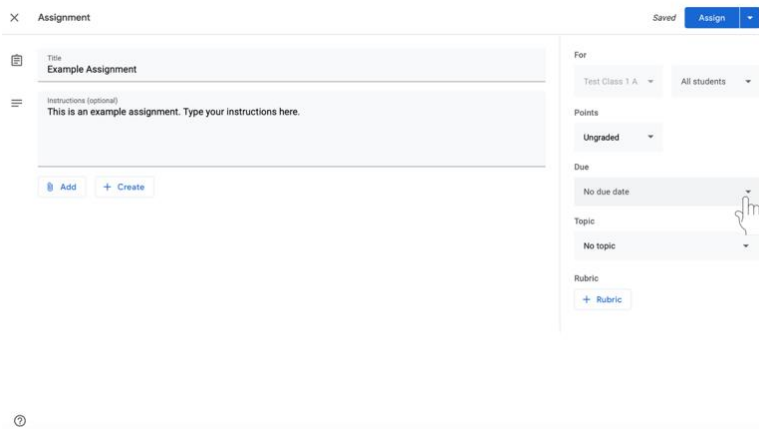 Assignment
Saved
Assign
Title
Example Assignment
Instructions (optional)
This is an example assignment. Type your instructions here.
Add
+ Create
For
Test Class 1 A
All students
Points
Ungraded
Due
No due date
Topic
No topic
Rubric
+ Rubric